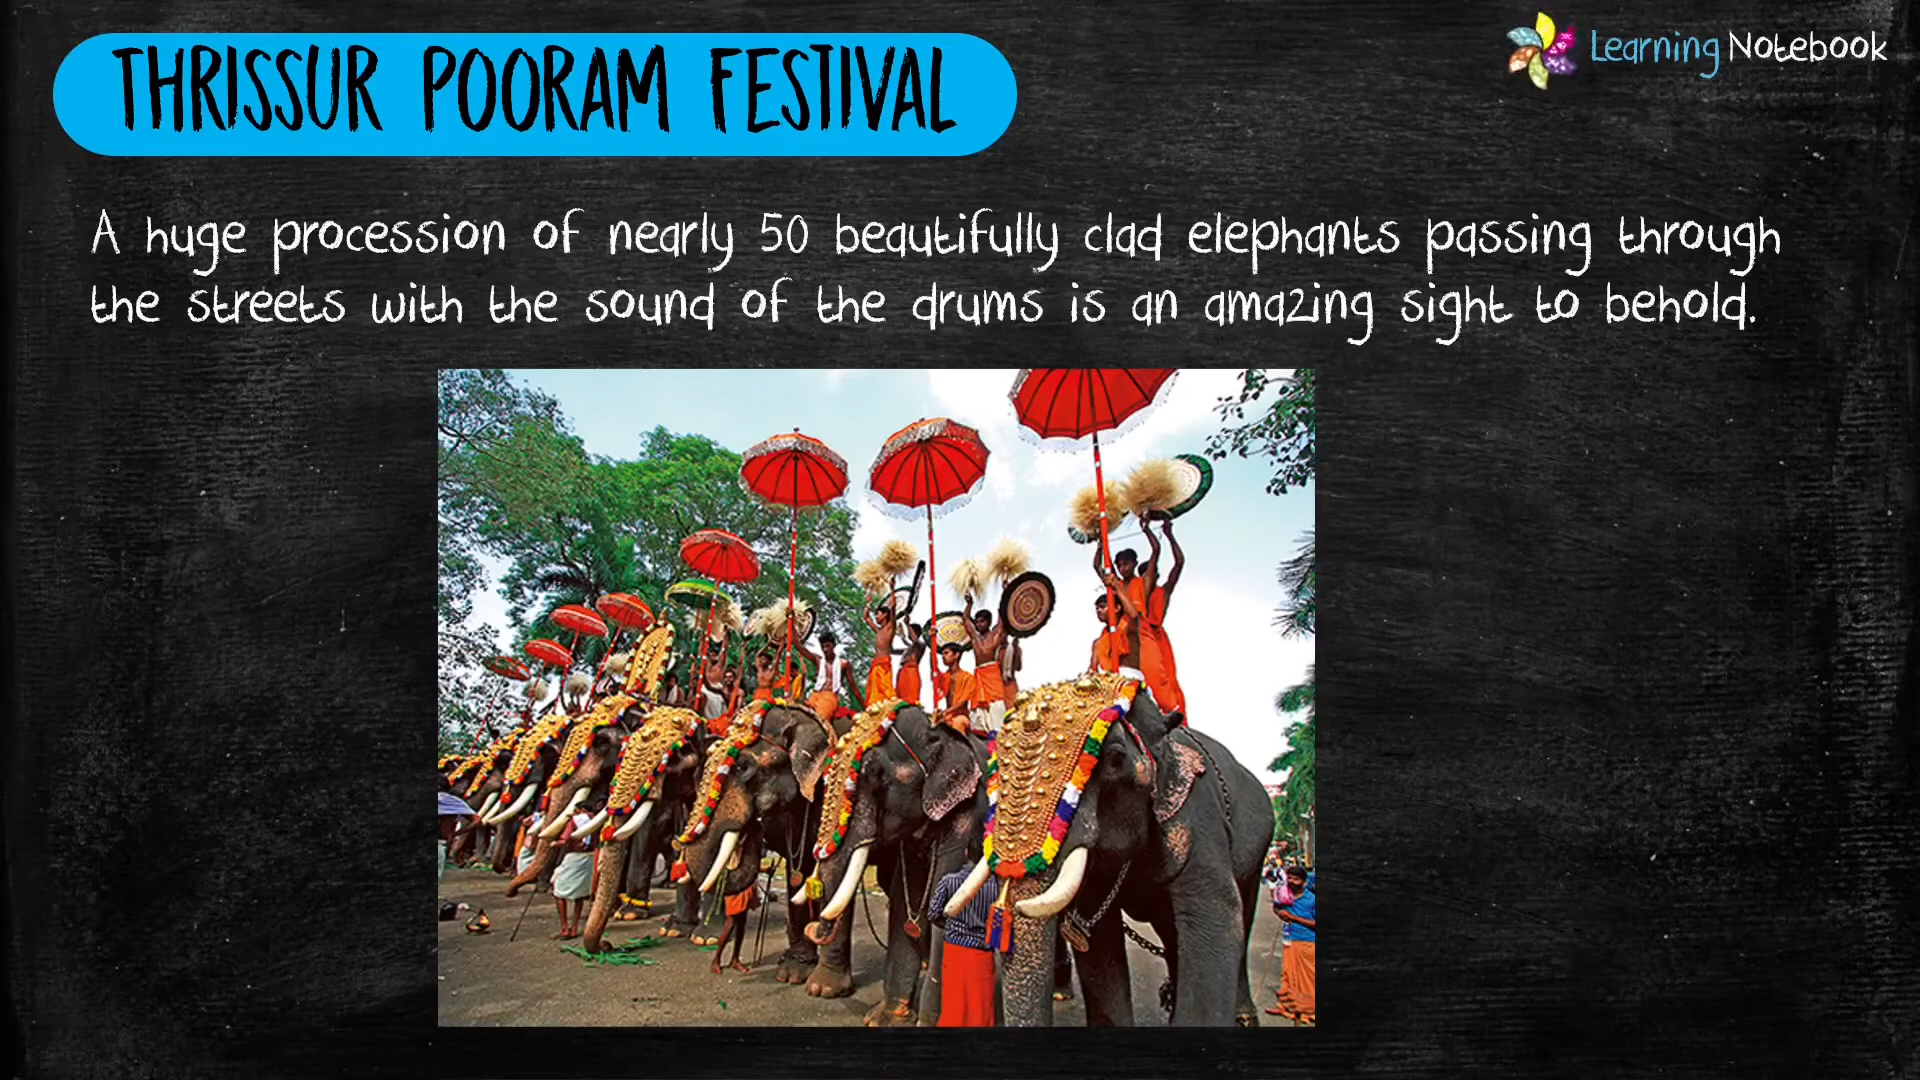 THRISSUR POORAM FESTIVAL
Learning Notebook
A huge procession of nearly 50 beautifully clad elephants passing through
the streets with the sound of the drums is an amazing sight to behold.